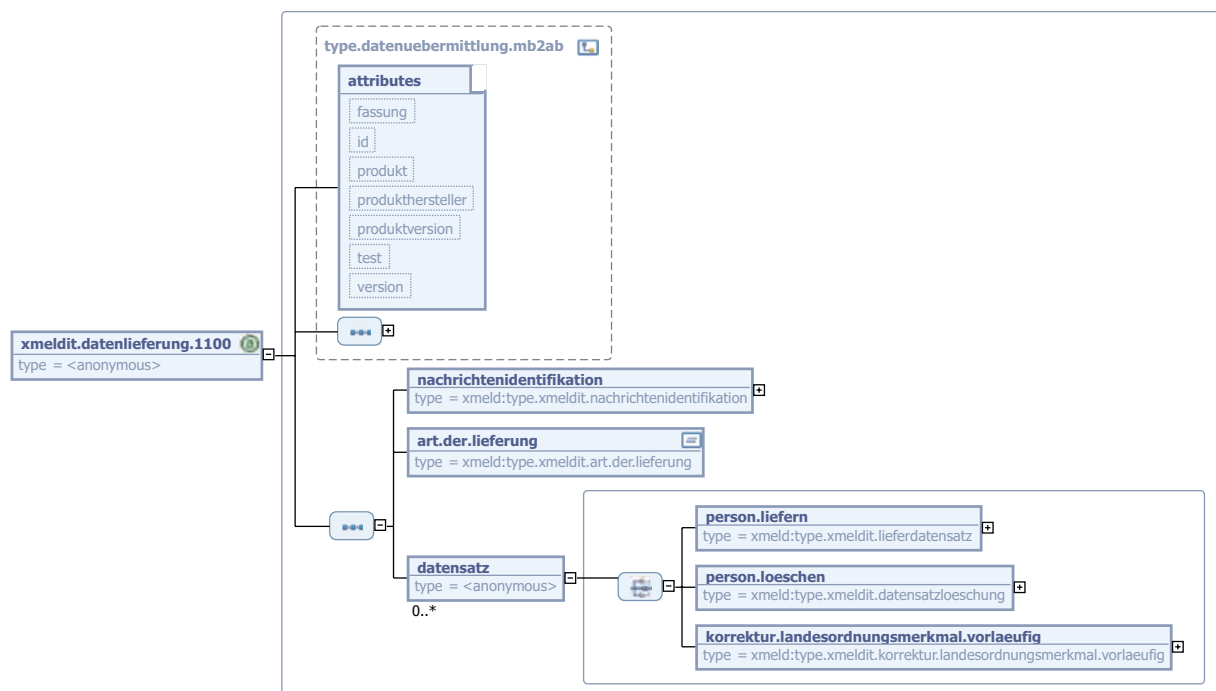 type.datenuebermittlung.mb2ab
attributes
fassung
id
produkt
produkthersteller
produktversion
test
version
xmeldit.datenlieferung.1100
type = <anonymous>
nachrichtenidentifikation
type = xmeld:type.xmeldit.nachrichtenidentifikation
art.der.lieferung
type = xmeld:type.xmeldit.art.der.lieferung
datensatz
type = <anonymous>
0..*
person.liefern
type = xmeld:type.xmeldit.lieferdatensatz
person.loeschen
type = xmeld:type.xmeldit.datensatzloeschung
korrektur.landesordnungsmerkmal.vorlaeufig
type = xmeld:type.xmeldit.korrektur.landesordnungsmerkmal.vorlaeufig